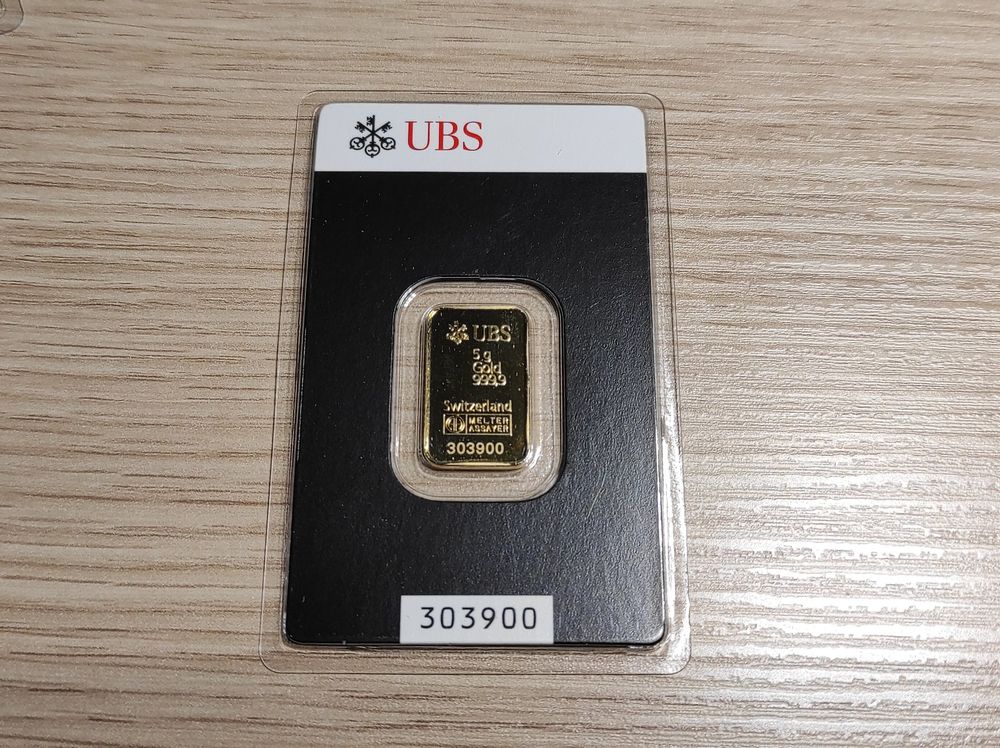 UBS
UBS
5 g
Gold
999,9
Switzerland
MELTER
ASSAYER
303900
303900